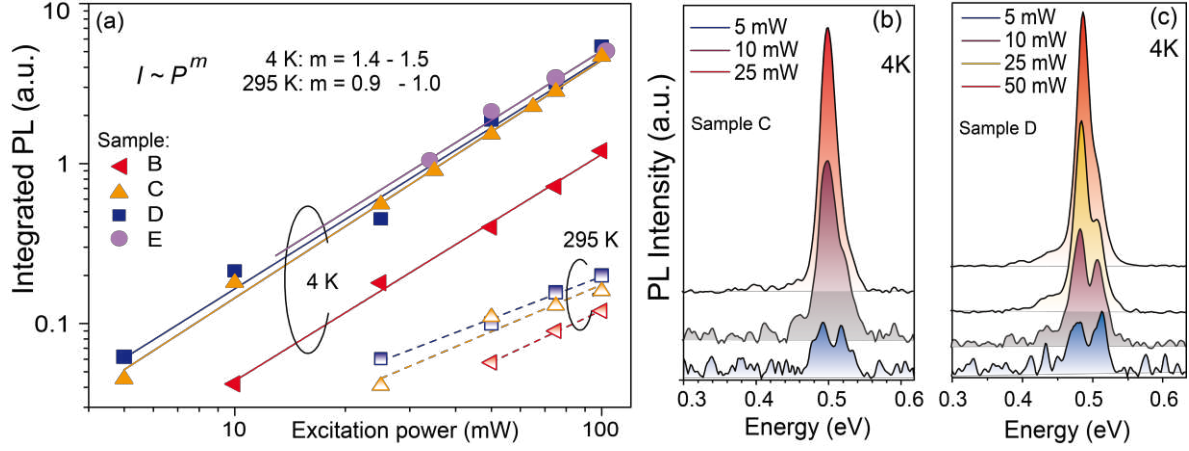 (a)
I ~ P^m
4 K: m = 1.4 - 1.5
295 K: m = 0.9 - 1.0
Sample:
B
C
D
E
4 K
295 K
10
1
0.1
10
100
Integrated PL (a.u.)
Excitation power (mW)
(b)
5 mW
10 mW
25 mW
4K
Sample C
PL Intensity (a.u.)
0.3
0.4
0.5
0.6
Energy (eV)
(c)
5 mW
10 mW
25 mW
50 mW
4K
Sample D
0.3
0.4
0.5
0.6
Energy (eV)